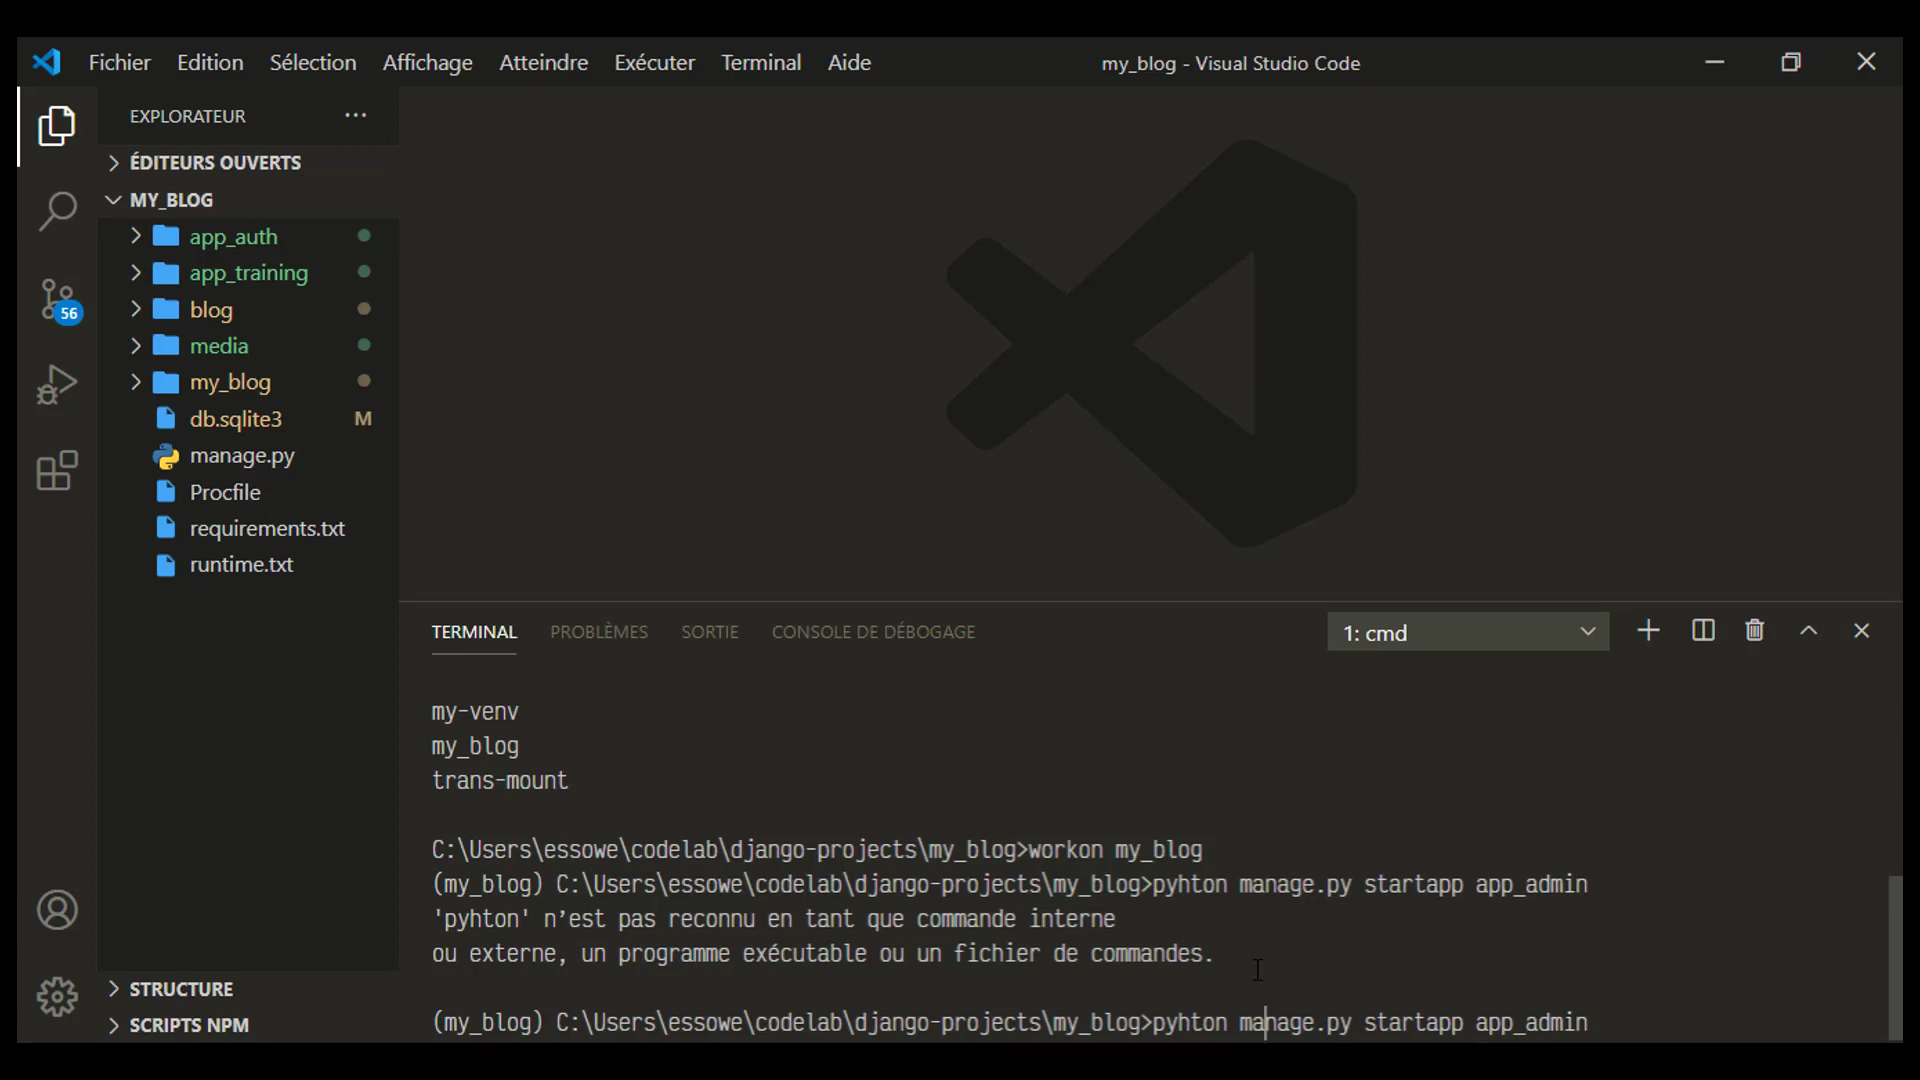 Fichier Edition Sélection Affichage Atteindre Exécuter Terminal Aide my_blog - Visual Studio Code
EXPLORATEUR
ÉDITEURS OUVERTS
MY_BLOG
app_auth
app_training
blog
media
my_blog
db.sqlite3 M
manage.py
Procfile
requirements.txt
runtime.txt
56
STRUCTURE
SCRIPTS NPM
TERMINAL PROBLÈMES SORTIE CONSOLE DE DÉBOGAGE 1: cmd
my-venv
my_blog
trans-mount
C:\Users\essowe\codelab\django-projects\my_blog>workon my_blog
(my_blog) C:\Users\essowe\codelab\django-projects\my_blog>pyhton manage.py startapp app_admin
'pyhton' n’est pas reconnu en tant que commande interne
ou externe, un programme exécutable ou un fichier de commandes.
(my_blog) C:\Users\essowe\codelab\django-projects\my_blog>pyhton manage.py startapp app_admin